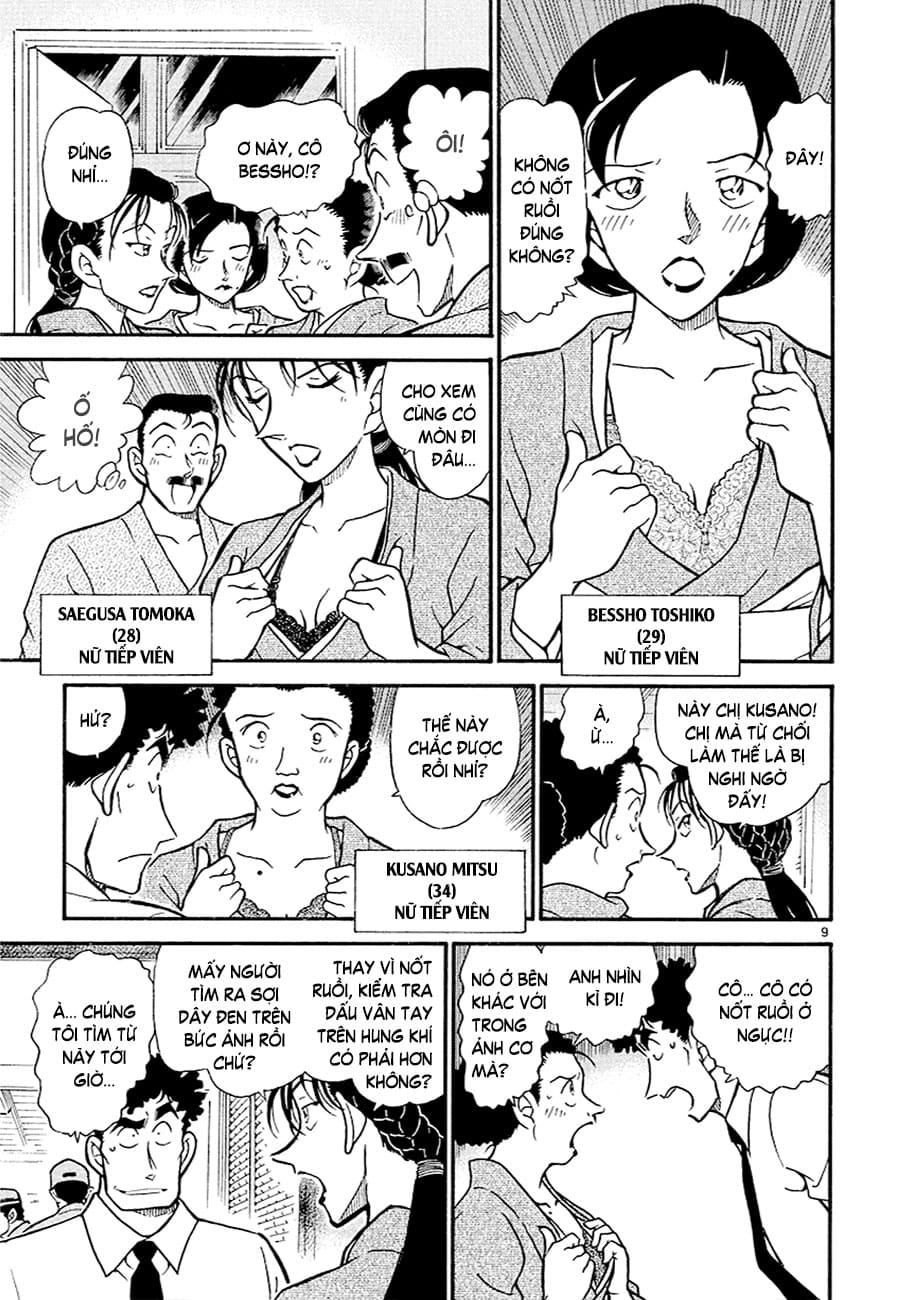 ĐÂY!
KHÔNG
CÓ NỐT
RUỒI
ĐÚNG
KHÔNG?
BESSHO TOSHIKO
(29)
NỮ TIẾP VIÊN
ÔI!
Ơ NÀY, CÔ
BESSHO!?
ĐÚNG
NHỈ...
CHO XEM
CŨNG CÓ
MÒN ĐI
ĐÂU...
Ố
HỐ!
SAEGUSA TOMOKA
(28)
NỮ TIẾP VIÊN
NÀY CHỊ KUSANO!
CHỊ MÀ TỪ CHỐI
LÀM THẾ LÀ BỊ
NGHI NGỜ
ĐẤY!
À,
Ừ...
THẾ NÀY
CHẮC ĐƯỢC
RỒI NHỈ?
HỨ?
KUSANO MITSU
(34)
NỮ TIẾP VIÊN
9
CÔ... CÔ CÓ
NỐT RUỒI Ở
NGỰC!!
ANH NHÌN
KĨ ĐI!
NÓ Ở BÊN
KHÁC VỚI
TRONG
ẢNH CƠ
MÀ?
THAY VÌ NỐT
RUỒI, KIỂM TRA
DẤU VÂN TAY
TRÊN HUNG KHÍ
CÓ PHẢI HƠN
KHÔNG?
MẤY NGƯỜI
TÌM RA SỢI
DÂY ĐEN TRÊN
BỨC ẢNH RỒI
CHỨ?
À... CHÚNG
TÔI TÌM TỪ
NÀY TỚI
GIỜ...